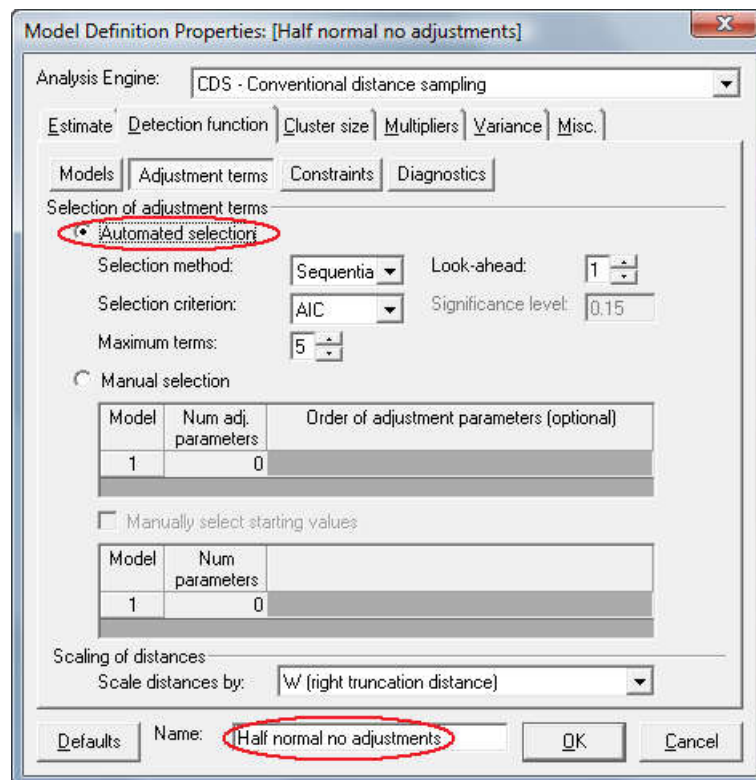 Model Definition Properties: [Half normal no adjustments]
Analysis Engine: CDS - Conventional distance sampling
Estimate Detection function Cluster size Multipliers Variance Misc.
Models Adjustment terms Constraints Diagnostics
Selection of adjustment terms
Automated selection
Selection method: Sequentia Look-ahead: 1
Selection criterion: AIC Significance level: 0.15
Maximum terms: 5
Manual selection
Model Num adj. parameters Order of adjustment parameters (optional)
1 0
Manually select starting values
Model Num parameters
1 0
Scaling of distances
Scale distances by: W (right truncation distance)
Defaults Name: Half normal no adjustments OK Cancel